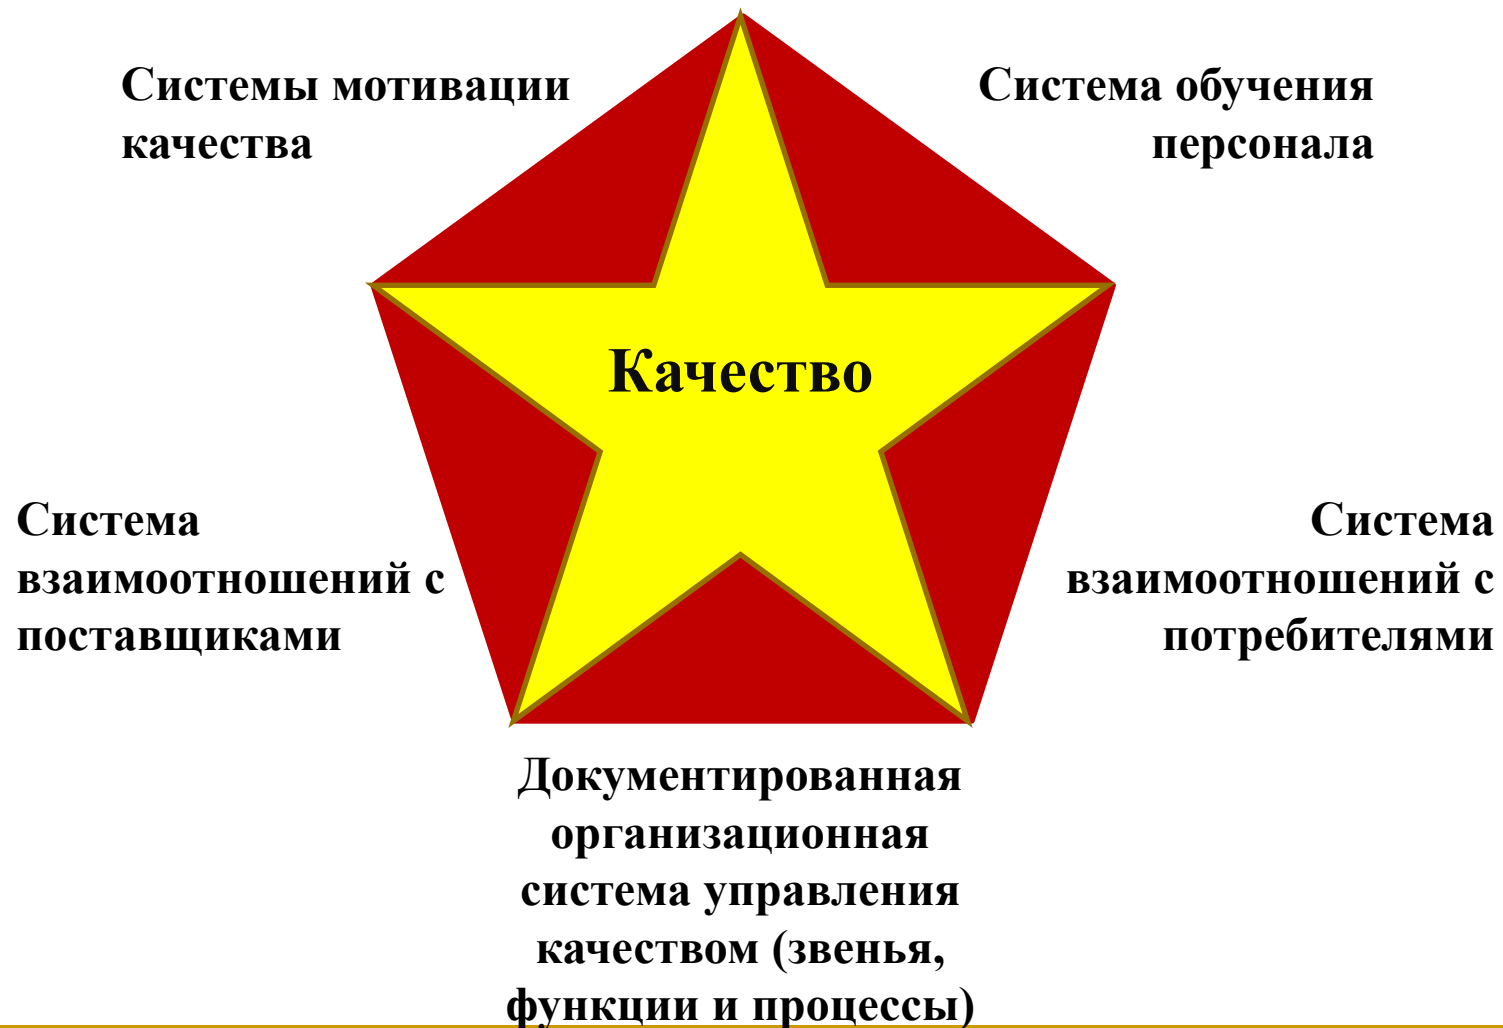 Системы мотивации
качества
Система обучения
персонала
Качество
Система
взаимоотношений с
поставщиками
Система
взаимоотношений с
потребителями
Документированная
организационная
система управления
качеством (звенья,
функции и процессы)